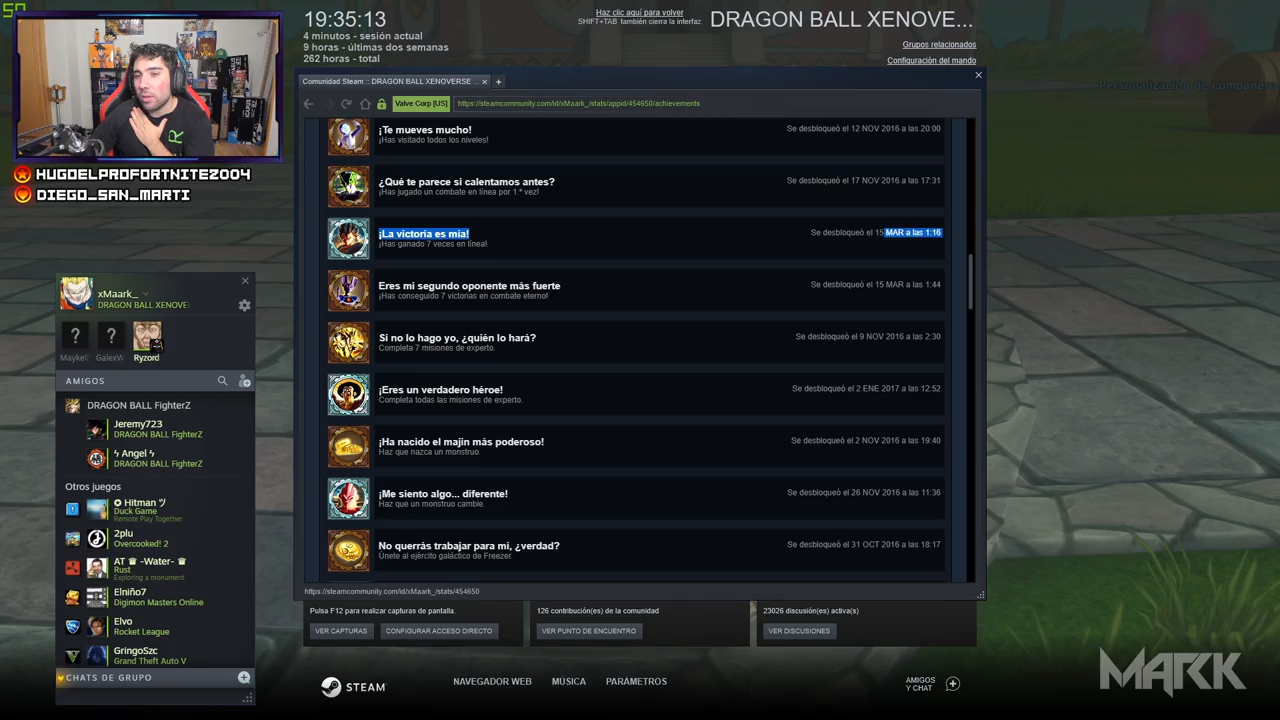 50
19:35:13
4 minutos - sesión actual
9 horas - últimas dos semanas
262 horas - total
Haz clic aquí para volver
SHIFT+TAB también cierra la interfaz
DRAGON BALL XENOVE...
Grupos relacionados
Configuración del mando
Personalización de compañero
HUGOELPROFORTNITE2004
DIEGO_SAN_MARTI
Comunidad Steam :: DRAGON BALL XENOVERSE ...
Valve Corp [US]
https://steamcommunity.com/id/xMaark_/stats/appid/454650/achievements
¡Te mueves mucho!
¡Has visitado todos los niveles!
Se desbloqueó el 12 NOV 2016 a las 20:00
¿Qué te parece si calentamos antes?
¡Has jugado un combate en línea por 1.ª vez!
Se desbloqueó el 17 NOV 2016 a las 17:31
¡La victoria es mía!
¡Has ganado 7 veces en línea!
Se desbloqueó el 15 MAR a las 1:16
Eres mi segundo oponente más fuerte
¡Has conseguido 7 victorias en combate eterno!
Se desbloqueó el 15 MAR a las 1:44
Si no lo hago yo, ¿quién lo hará?
Completa 7 misiones de experto.
Se desbloqueó el 9 NOV 2016 a las 2:30
¡Eres un verdadero héroe!
Completa todas las misiones de experto.
Se desbloqueó el 2 ENE 2017 a las 12:52
¡Ha nacido el majin más poderoso!
Haz que nazca un monstruo.
Se desbloqueó el 2 NOV 2016 a las 19:40
¡Me siento algo... diferente!
Haz que un monstruo cambie.
Se desbloqueó el 26 NOV 2016 a las 11:36
No querrás trabajar para mí, ¿verdad?
Únete al ejército galáctico de Freezer.
Se desbloqueó el 31 OCT 2016 a las 18:17
https://steamcommunity.com/id/xMaark_/stats/454650
xMaark_
DRAGON BALL XENOVE
Maykel
GalexW
Ryzord
AMIGOS
DRAGON BALL FighterZ
Jeremy723
DRAGON BALL FighterZ
ϟ Angel ϟ
DRAGON BALL FighterZ
Otros juegos
✪ Hitman ツ
Duck Game
Remote Play Together
2plu
Overcooked! 2
AT ♛ -Water- ♛
Rust
Exploring a monument
Elniño7
Digimon Masters Online
Elvo
Rocket League
GringoSzc
Grand Theft Auto V
CHATS DE GRUPO
Pulsa F12 para realizar capturas de pantalla.
VER CAPTURAS
CONFIGURAR ACCESO DIRECTO
126 contribución(es) de la comunidad
VER PUNTO DE ENCUENTRO
23026 discusión(es) activa(s)
VER DISCUSIONES
STEAM
NAVEGADOR WEB
MÚSICA
PARÁMETROS
AMIGOS
Y CHAT
MARK